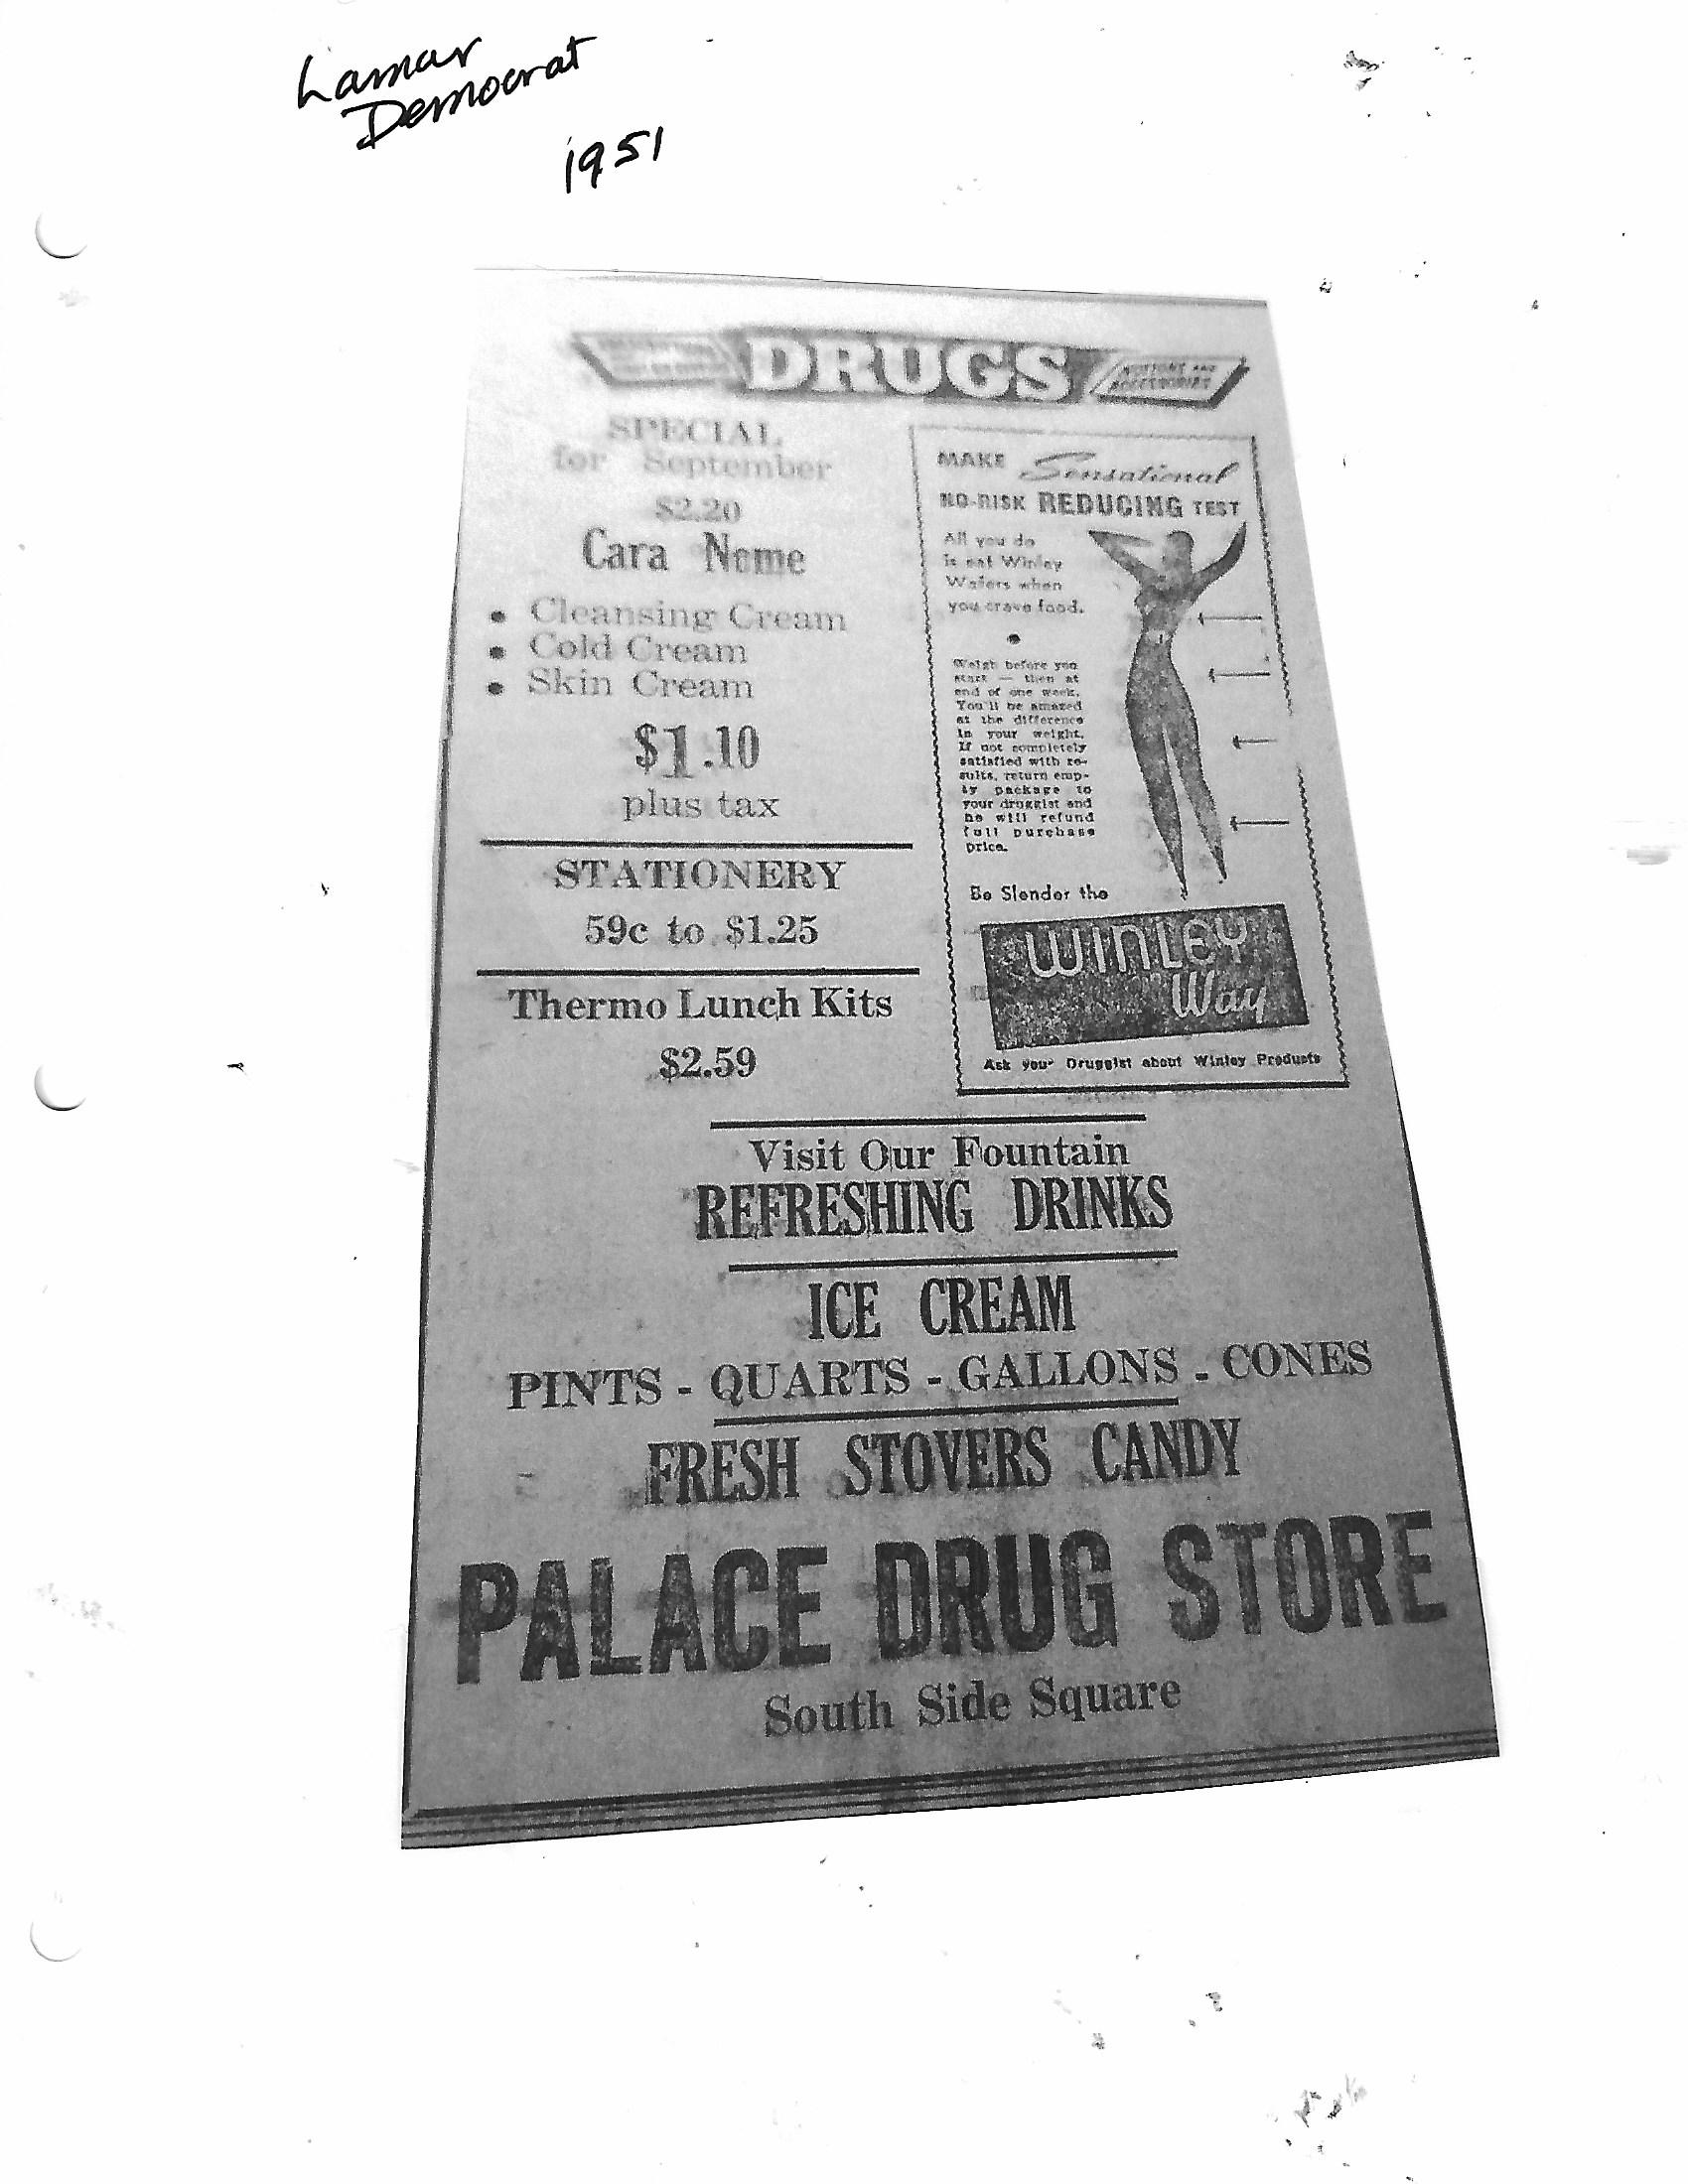 Lamar
Democrat
1951
DRUGS
NOTIONS AND
ACCESSORIES
SPECIAL
for September
$2.20
Cara Nome
• Cleansing Cream
• Cold Cream
• Skin Cream
$1.10
plus tax
STATIONERY
59c to $1.25
Thermo Lunch Kits
$2.59
MAKE Sensational
NO-RISK REDUCING TEST
All you do
is eat Winley
Wafers when
you crave food.
Weigh before you
start — then at
end of one week.
You'll be amazed
at the difference
in your weight.
If not completely
satisfied with re-
sults, return emp-
ty package to
your druggist and
he will refund
full purchase
price.
Be Slender the
WINLEY
Way
Ask your Druggist about Winley Products
Visit Our Fountain
REFRESHING DRINKS
ICE CREAM
PINTS - QUARTS - GALLONS - CONES
FRESH STOVERS CANDY
PALACE DRUG STORE
South Side Square